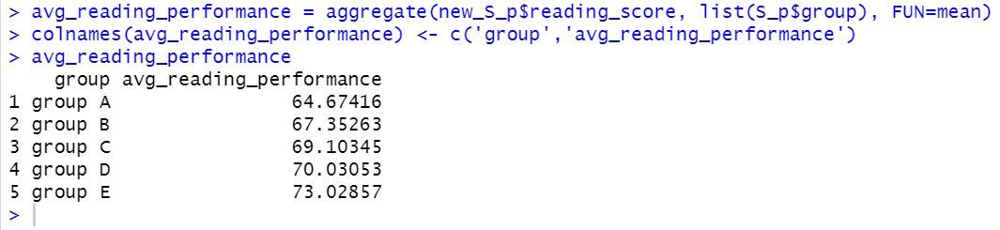 > avg_reading_performance = aggregate(new_S_p$reading_score, list(S_p$group), FUN=mean)
> colnames(avg_reading_performance) <- c('group','avg_reading_performance')
> avg_reading_performance
    group avg_reading_performance
1 group A                64.67416
2 group B                67.35263
3 group C                69.10345
4 group D                70.03053
5 group E                73.02857
>